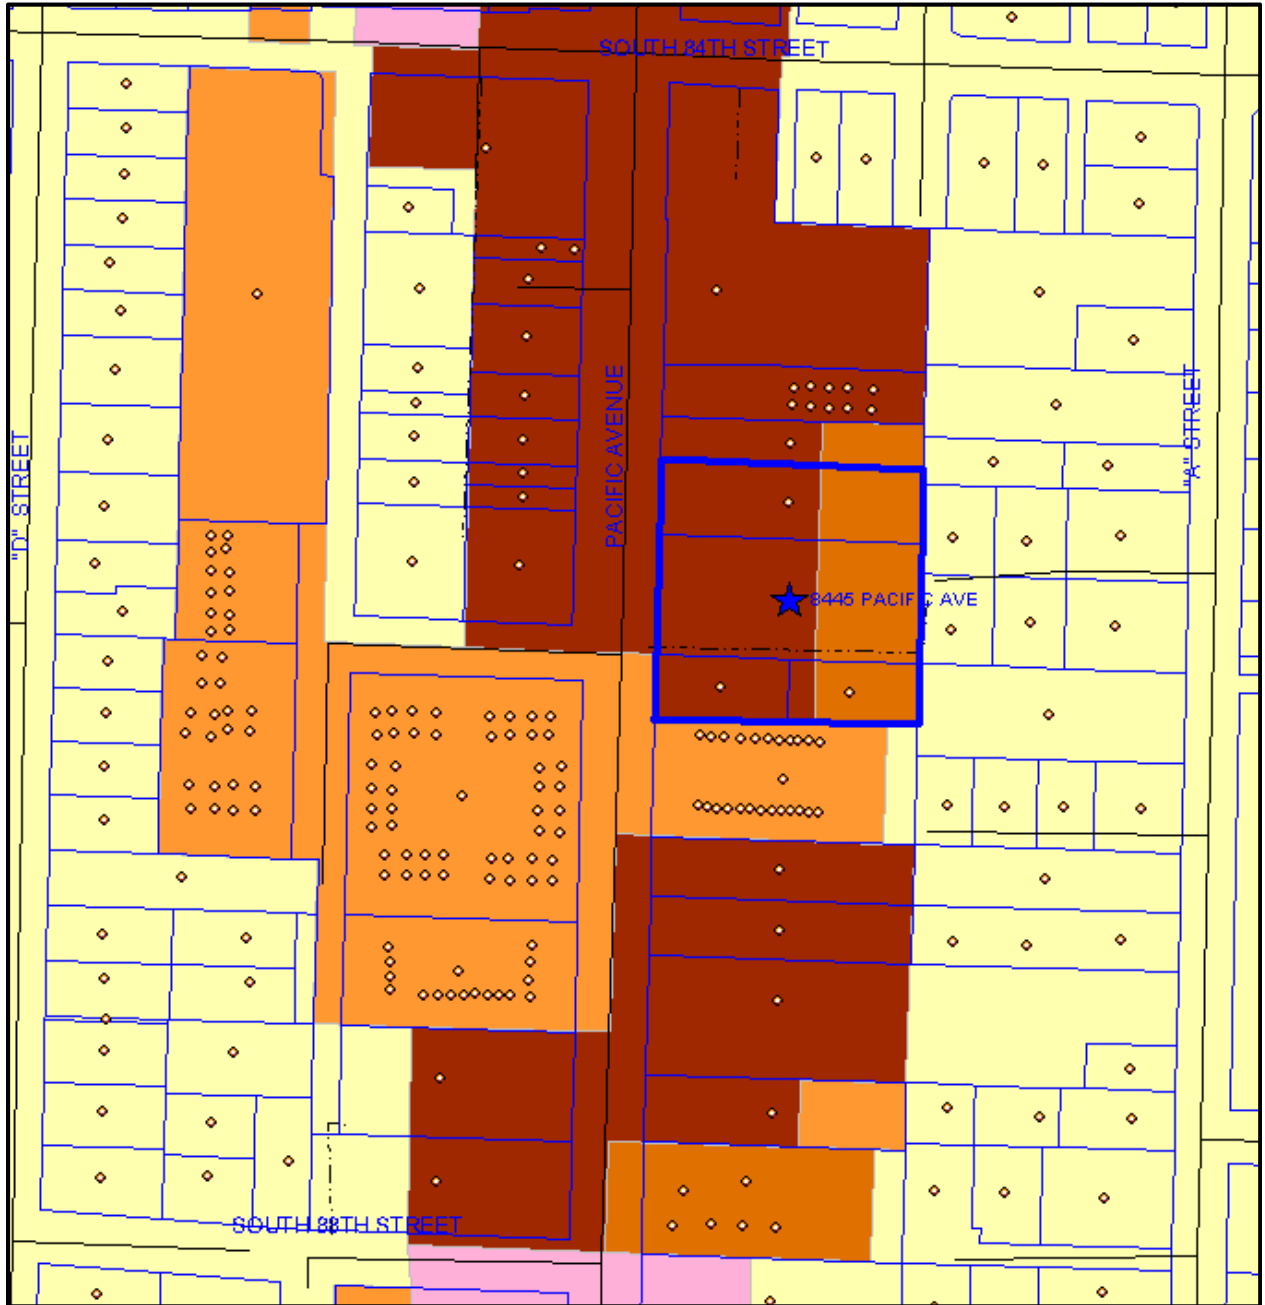 SOUTH 84TH STREET
"D" STREET
PACIFIC AVENUE
"A" STREET
8445 PACIFIC AVE
SOUTH 88TH STREET